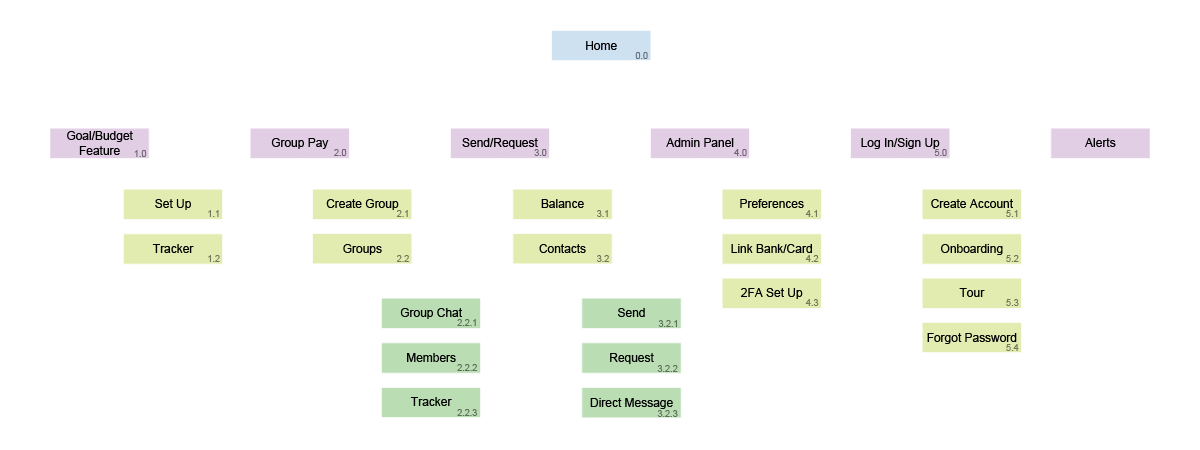 Home
0.0
Goal/Budget
Feature
1.0
Group Pay
2.0
Send/Request
3.0
Admin Panel
4.0
Log In/Sign Up
5.0
Alerts
Set Up
1.1
Tracker
1.2
Create Group
2.1
Groups
2.2
Group Chat
2.2.1
Members
2.2.2
Tracker
2.2.3
Balance
3.1
Contacts
3.2
Send
3.2.1
Request
3.2.2
Direct Message
3.2.3
Preferences
4.1
Link Bank/Card
4.2
2FA Set Up
4.3
Create Account
5.1
Onboarding
5.2
Tour
5.3
Forgot Password
5.4